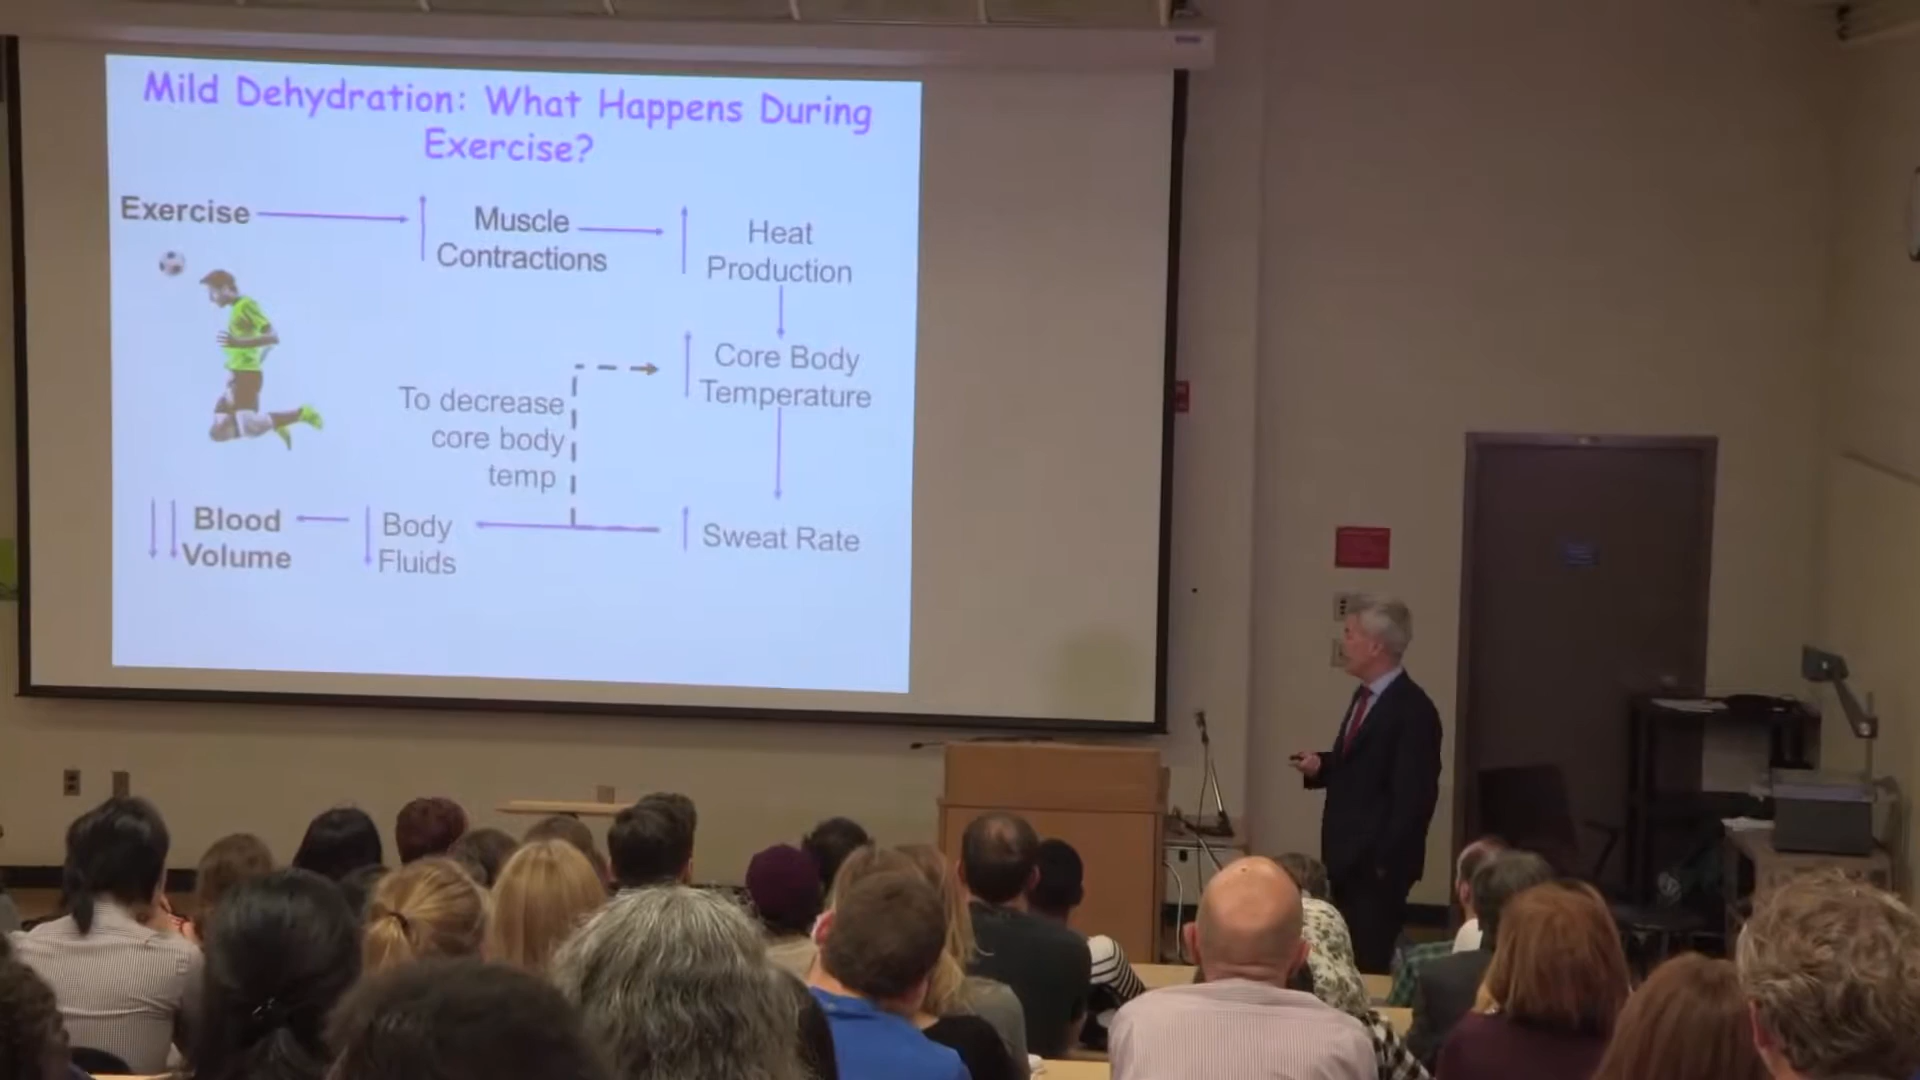 Mild Dehydration: What Happens During
Exercise?
Exercise
Muscle
Contractions
Heat
Production
Core Body
Temperature
To decrease
core body
temp
Sweat Rate
Body
Fluids
Blood
Volume